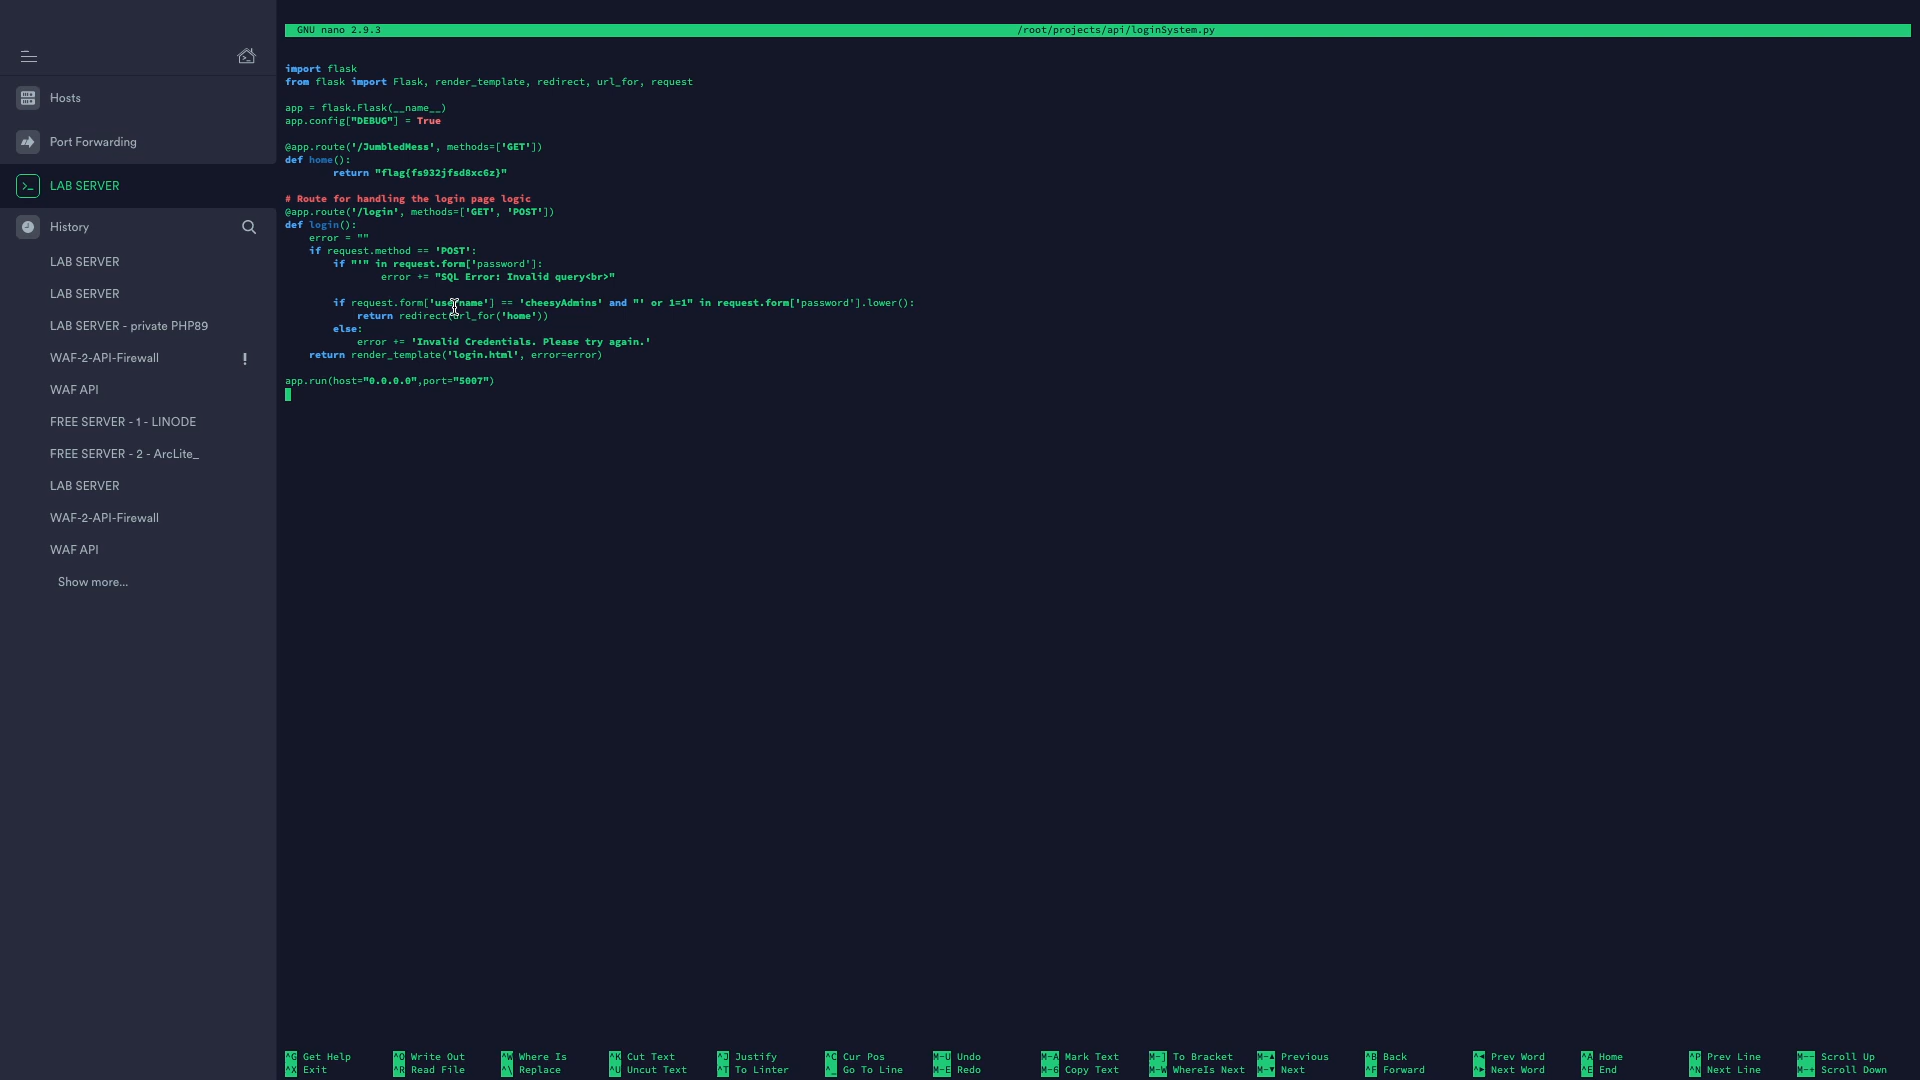 GNU nano 2.9.3 /root/projects/api/loginSystem.py
Hosts
Port Forwarding
LAB SERVER
History
LAB SERVER
LAB SERVER
LAB SERVER - private PHP89
WAF-2-API-Firewall !
WAF API
FREE SERVER - 1 - LINODE
FREE SERVER - 2 - ArcLite_
LAB SERVER
WAF-2-API-Firewall
WAF API
Show more...
import flask
from flask import Flask, render_template, redirect, url_for, request
app = flask.Flask(__name__)
app.config["DEBUG"] = True
@app.route('/JumbledMess', methods=['GET'])
def home():
return "flag{fs932jfsd8xc6z}"
# Route for handling the login page logic
@app.route('/login', methods=['GET', 'POST'])
def login():
error = ""
if request.method == 'POST':
if "'" in request.form['password']:
error += "SQL Error: Invalid query<br>"
if request.form['username'] == 'cheesyAdmins' and "' or 1=1" in request.form['password'].lower():
return redirect(url_for('home'))
else:
error += 'Invalid Credentials. Please try again.'
return render_template('login.html', error=error)
app.run(host="0.0.0.0",port="5007")
^G Get Help ^O Write Out ^W Where Is ^K Cut Text ^J Justify ^C Cur Pos M-U Undo M-A Mark Text M-] To Bracket M-▲ Previous ^B Back ^◄ Prev Word ^A Home ^P Prev Line M-- Scroll Up
^X Exit ^R Read File ^\ Replace ^U Uncut Text ^T To Linter ^_ Go To Line M-E Redo M-6 Copy Text M-W WhereIs Next M-▼ Next ^F Forward ^► Next Word ^E End ^N Next Line M-+ Scroll Down